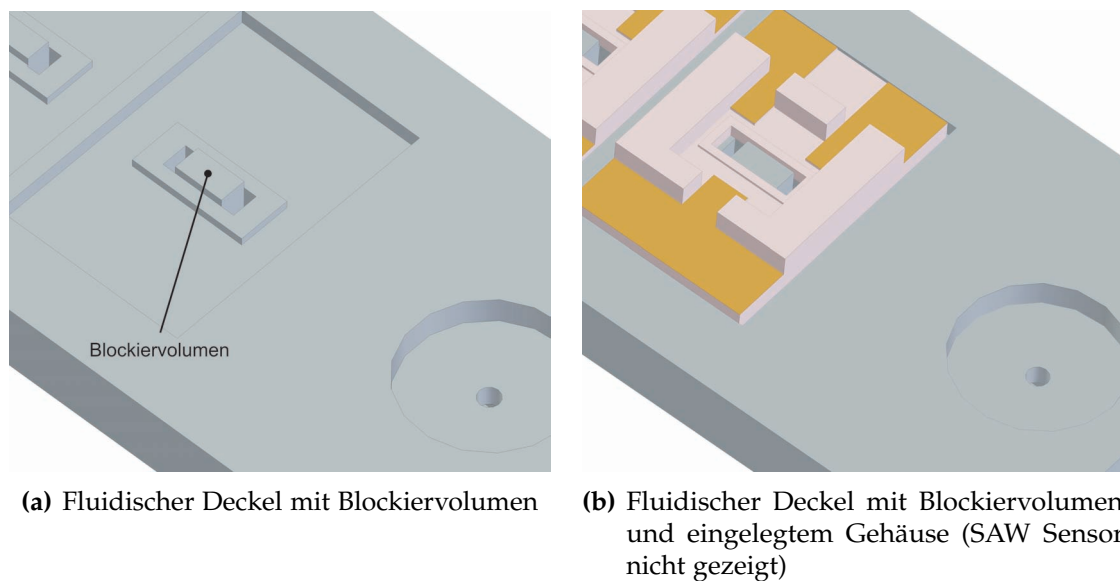 Blockiervolumen
(a) Fluidischer Deckel mit Blockiervolumen
(b) Fluidischer Deckel mit Blockiervolumen
und eingelegtem Gehäuse (SAW Sensor
nicht gezeigt)